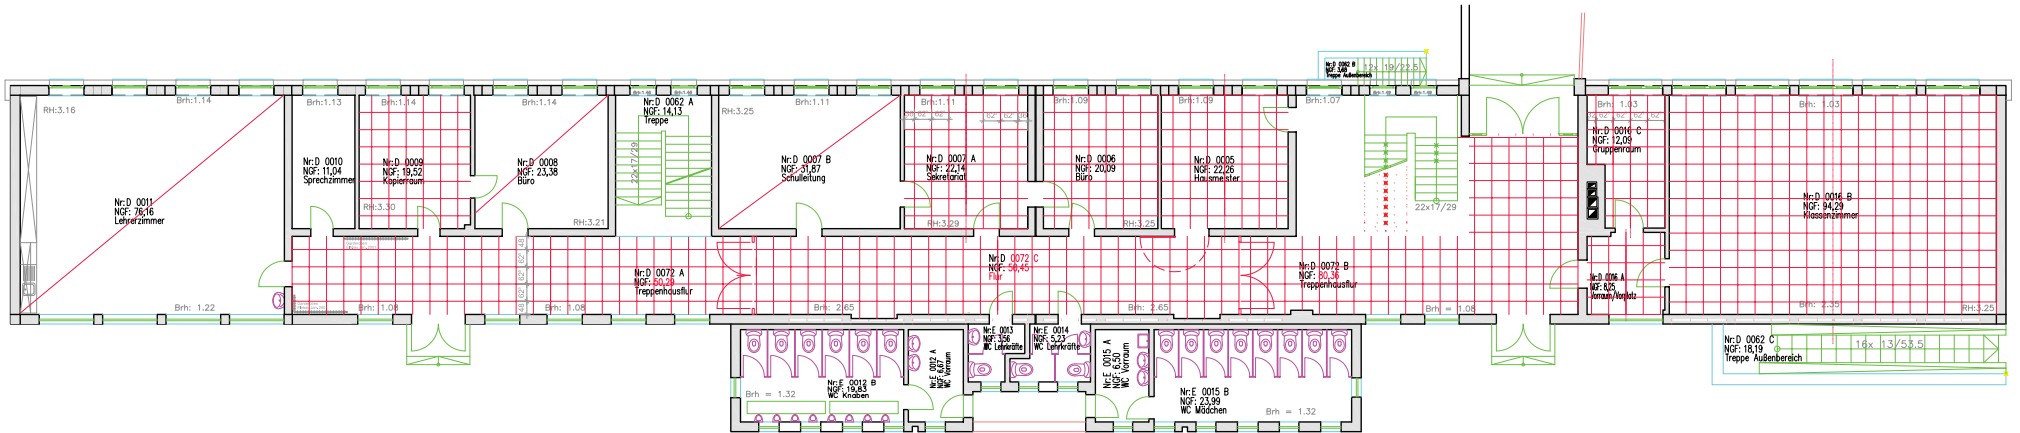 12x 19/22.5
Nr:D 0062 B
NGF: 3,68
Treppe Außenbereich
RH:3.16
Brh:1.14
Brh:1.13
Brh:1.14
Brh:1.14
Nr:D 0062 A
NGF: 14,13
Treppe
RH:3.25
Brh:1.11
Brh:1.11
Brh:1.09
Brh:1.09
Brh:1.07
Brh: 1.03
Brh: 1.03
Nr:D 0016 C
NGF: 12,09
Gruppenraum
Nr:D 0010
NGF: 11,04
Sprechzimmer
Nr:D 0009
NGF: 19,52
Kopierraum
Nr:D 0008
NGF: 23,38
Büro
22x17/29
Nr:D 0007 B
NGF: 31,87
Schulleitung
Nr:D 0007 A
NGF: 22,14
Sekretariat
Nr:D 0006
NGF: 20,09
Büro
Nr:D 0005
NGF: 22,26
Hausmeister
22x17/29
Nr:D 0011
NGF: 76,16
Lehrerzimmer
Nr:D 0016 B
NGF: 94,29
Klassenzimmer
RH:3.30
RH:3.21
RH:3.29
RH:3.25
Nr:D 0072 A
NGF: 50,29
Treppenhausflur
Nr:D 0072 C
NGF: 50,45
Flur
Nr:D 0072 B
NGF: 80,36
Treppenhausflur
Nr:D 0016 A
NGF: 8,25
Vorraum/Vorplatz
Brh: 1.22
Brh: 1.08
Brh: 1.08
Brh: 2.65
Brh: 2.65
Brh = 1.08
Brh: 2.35
RH:3.25
Nr:E 0013
NGF: 3,56
WC Lehrkräfte
Nr:E 0014
NGF: 5,23
WC Lehrkräfte
Nr:D 0062 C
NGF: 18,19
Treppe Außenbereich
16x 13/53.5
Nr:E 0012 A
NGF: 6,67
WC Vorraum
Nr:E 0015 A
NGF: 6,50
WC Vorraum
Nr:E 0012 B
NGF: 19,83
WC Knaben
Brh = 1.32
Nr:E 0015 B
NGF: 23,99
WC Mädchen
Brh = 1.32